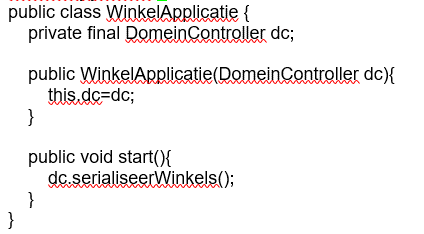 public class WinkelApplicatie {
private final DomeinController dc;
public WinkelApplicatie(DomeinController dc){
this.dc=dc;
}
public void start(){
dc.serialiseerWinkels();
}
}